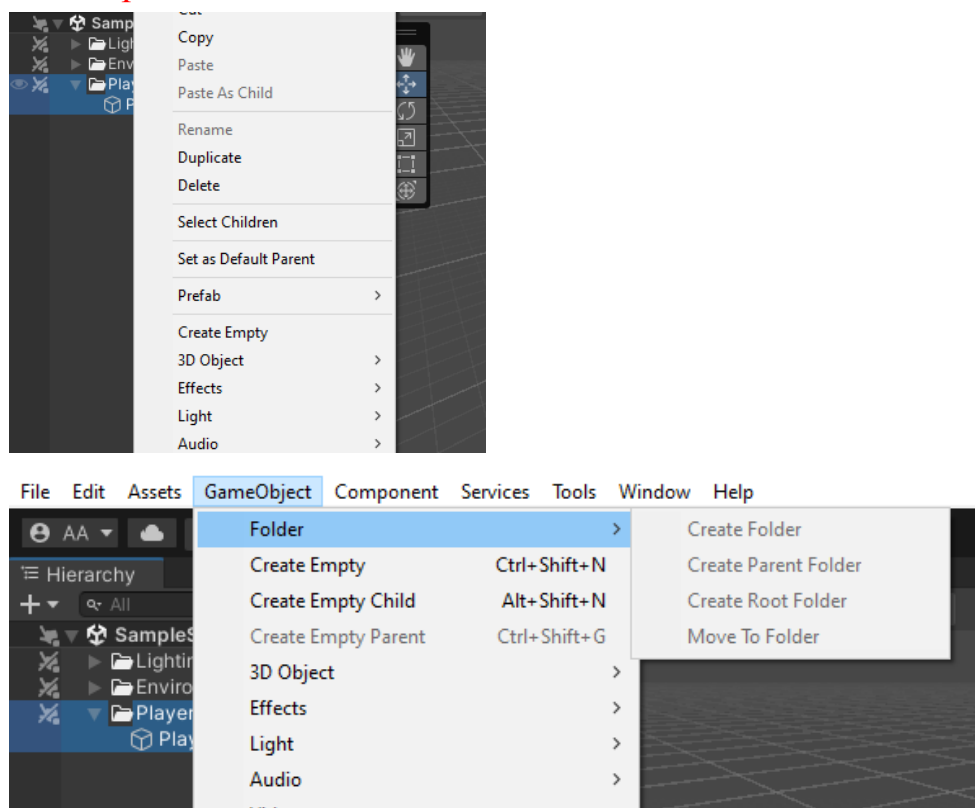 Samp
Copy
Ligh
Env
Paste
Play
Paste As Child
P
Rename
Duplicate
Delete
Select Children
Set as Default Parent
Prefab
Create Empty
3D Object
Effects
Light
Audio
File Edit Assets GameObject Component Services Tools Window Help
AA
Folder
Create Folder
Hierarchy
Create Empty Ctrl+Shift+N
Create Parent Folder
All
Create Empty Child Alt+Shift+N
Create Root Folder
SampleS
Create Empty Parent Ctrl+Shift+G
Move To Folder
Lightin
3D Object
Enviro
Effects
Player
Light
Play
Audio